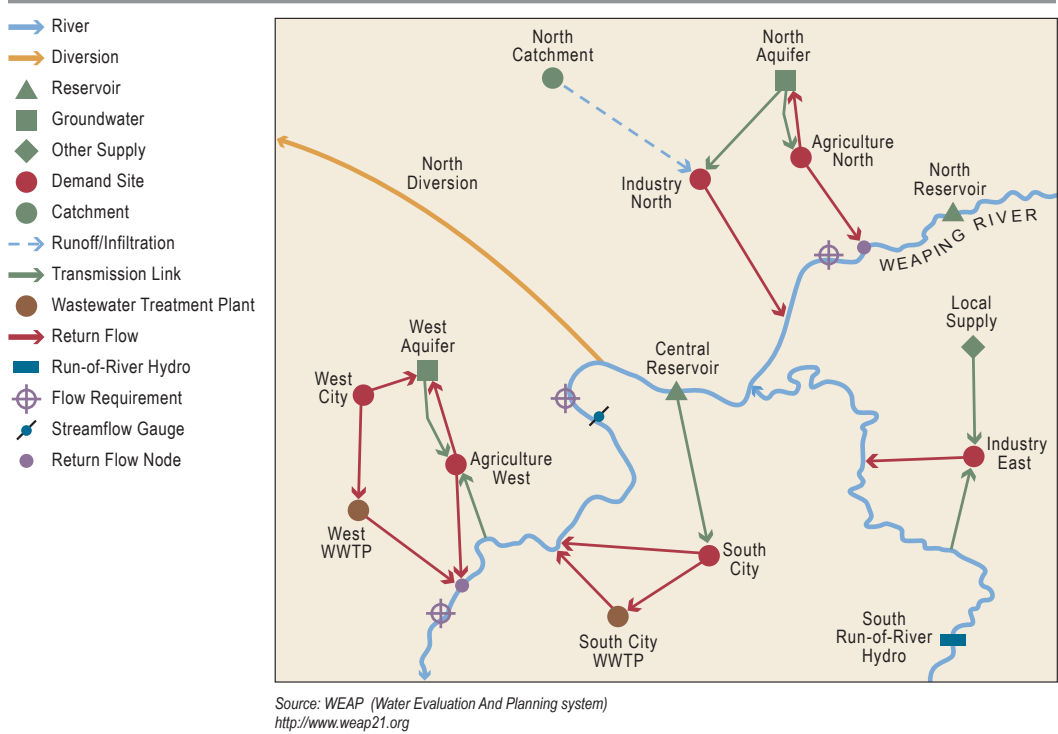 River
Diversion
Reservoir
Groundwater
Other Supply
Demand Site
Catchment
Runoff/Infiltration
Transmission Link
Wastewater Treatment Plant
Return Flow
Run-of-River Hydro
Flow Requirement
Streamflow Gauge
Return Flow Node
North
Catchment
North
Aquifer
Agriculture
North
North
Diversion
Industry
North
North
Reservoir
WEAPING RIVER
Local
Supply
West
Aquifer
Central
Reservoir
West
City
Agriculture
West
Industry
East
West
WWTP
South
City
South City
WWTP
South
Run-of-River
Hydro
Source: WEAP (Water Evaluation And Planning system)
http://www.weap21.org